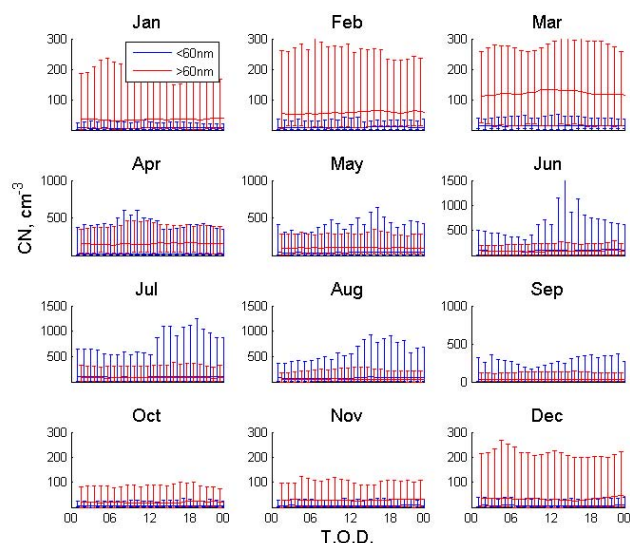 Jan Feb Mar
300 300 300
<60nm
>60nm
200 200 200
100 100 100
Apr May Jun
1000 1000 1500
1000
500 500 500
CN, cm-3
Jul Aug Sep
1500 1500 1000
1000 1000 500
500 500 0
Oct Nov Dec
300 300 300
200 200 200
100 100 100
00 06 12 18 00 00 06 12 18 00 00 06 12 18 00
T.O.D.